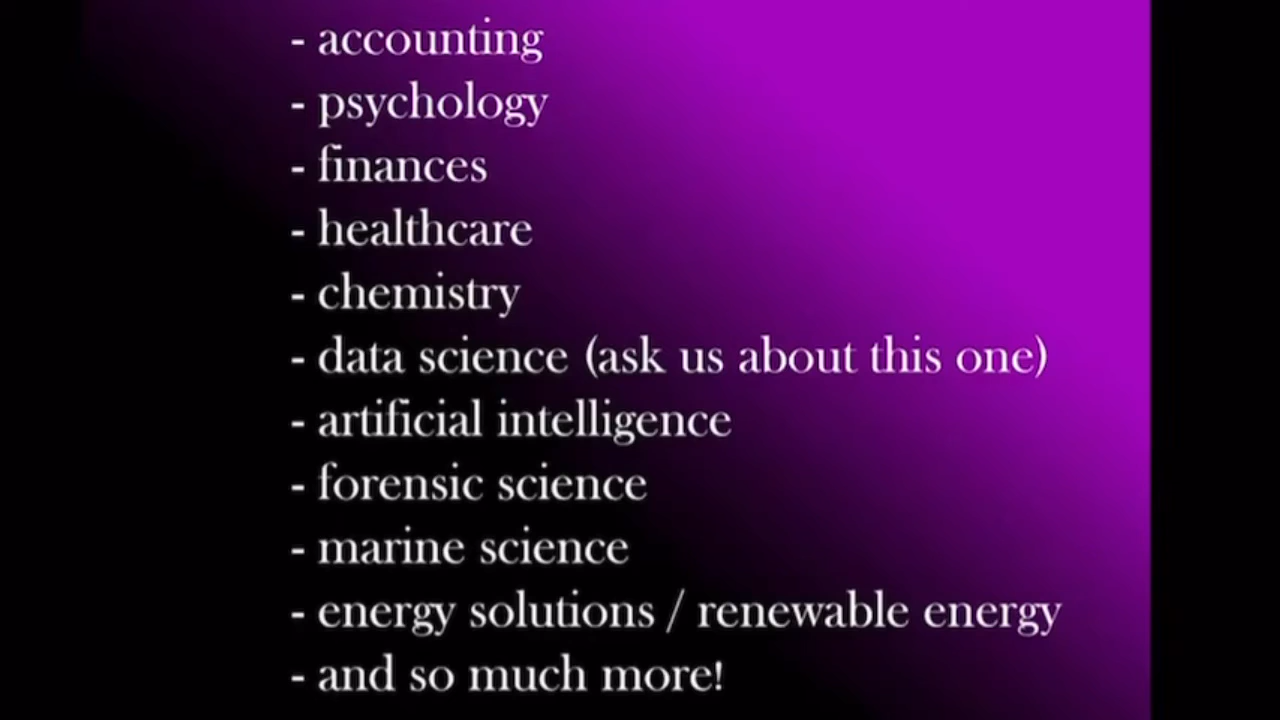 - accounting
- psychology
- finances
- healthcare
- chemistry
- data science (ask us about this one)
- artificial intelligence
- forensic science
- marine science
- energy solutions / renewable energy
- and so much more!